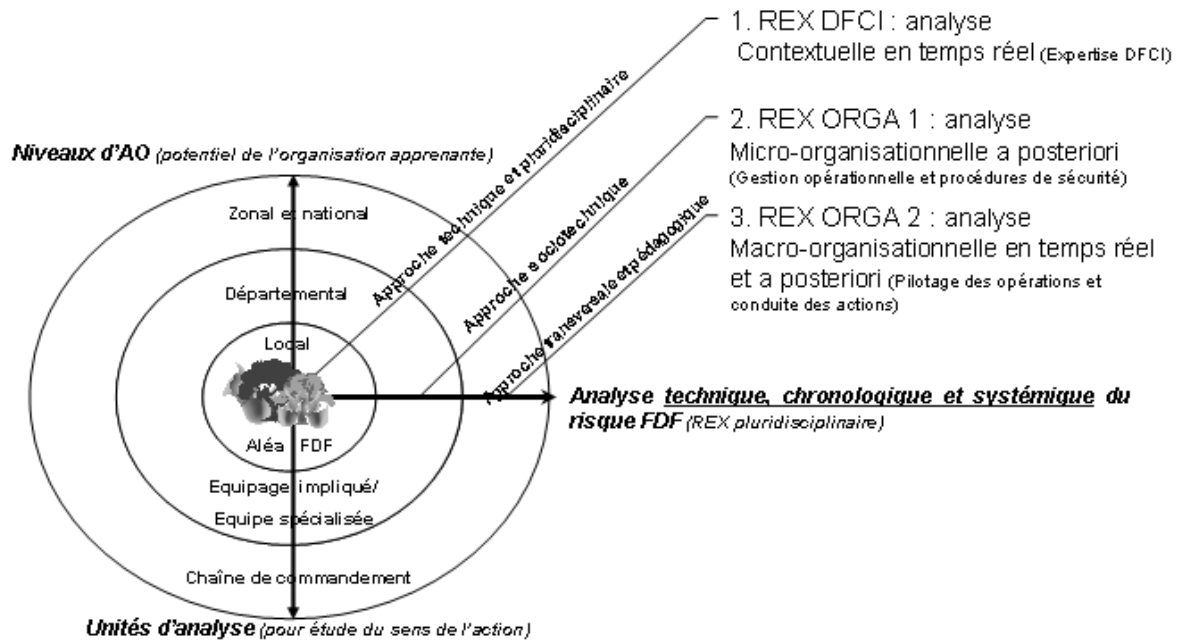 1. REX DFCI : analyse
Contextuelle en temps réel (Expertise DFCI)
2. REX ORGA 1 : analyse
Micro-organisationnelle a posteriori
(Gestion opérationnelle et procédures de sécurité)
3. REX ORGA 2 : analyse
Macro-organisationnelle en temps réel
et a posteriori (Pilotage des opérations et
conduite des actions)
Approche technique et pluridisciplinaire
Approche sociotechnique
Approche transversale et pédagogique
Niveaux d'AO (potentiel de l'organisation apprenante)
Zonal et national
Départemental
Local
Aléa FDF
Equipage impliqué/
Equipe spécialisée
Chaîne de commandement
Unités d'analyse (pour étude du sens de l'action)
Analyse technique, chronologique et systémique du
risque FDF (REX pluridisciplinaire)